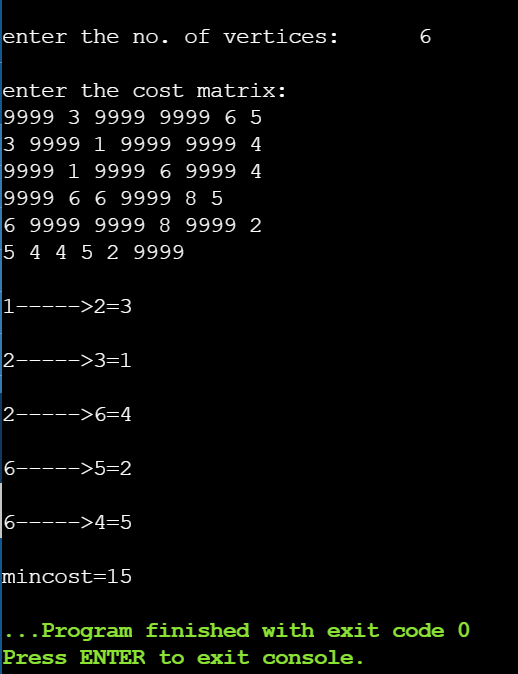 enter the no. of vertices: 6
enter the cost matrix:
9999 3 9999 9999 6 5
3 9999 1 9999 9999 4
9999 1 9999 6 9999 4
9999 6 6 9999 8 5
6 9999 9999 8 9999 2
5 4 4 5 2 9999
1----->2=3
2----->3=1
2----->6=4
6----->5=2
6----->4=5
mincost=15
...Program finished with exit code 0
Press ENTER to exit console.